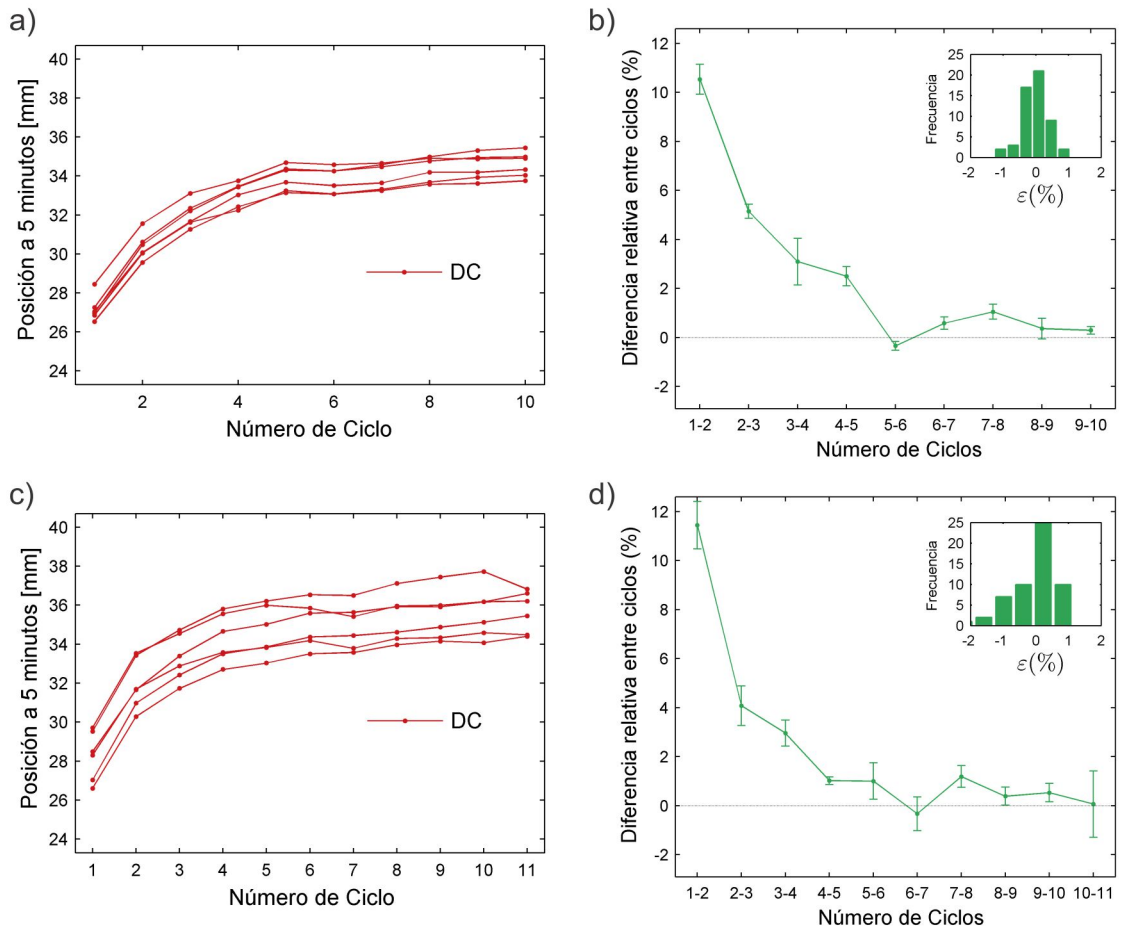 a)
Posición a 5 minutos [mm]
40
38
36
34
32
30
28
26
24
DC
2 4 6 8 10
Número de Ciclo
b)
Diferencia relativa entre ciclos (%)
12
10
8
6
4
2
0
-2
Frecuencia
25
20
15
10
5
0
-2 -1 0 1 2
ε(%)
1-2 2-3 3-4 4-5 5-6 6-7 7-8 8-9 9-10
Número de Ciclos
c)
Posición a 5 minutos [mm]
40
38
36
34
32
30
28
26
24
DC
1 2 3 4 5 6 7 8 9 10 11
Número de Ciclo
d)
Diferencia relativa entre ciclos (%)
12
10
8
6
4
2
0
-2
Frecuencia
25
20
10
5
0
-2 -1 0 1 2
ε(%)
1-2 2-3 3-4 4-5 5-6 6-7 7-8 8-9 9-10 10-11
Número de Ciclos